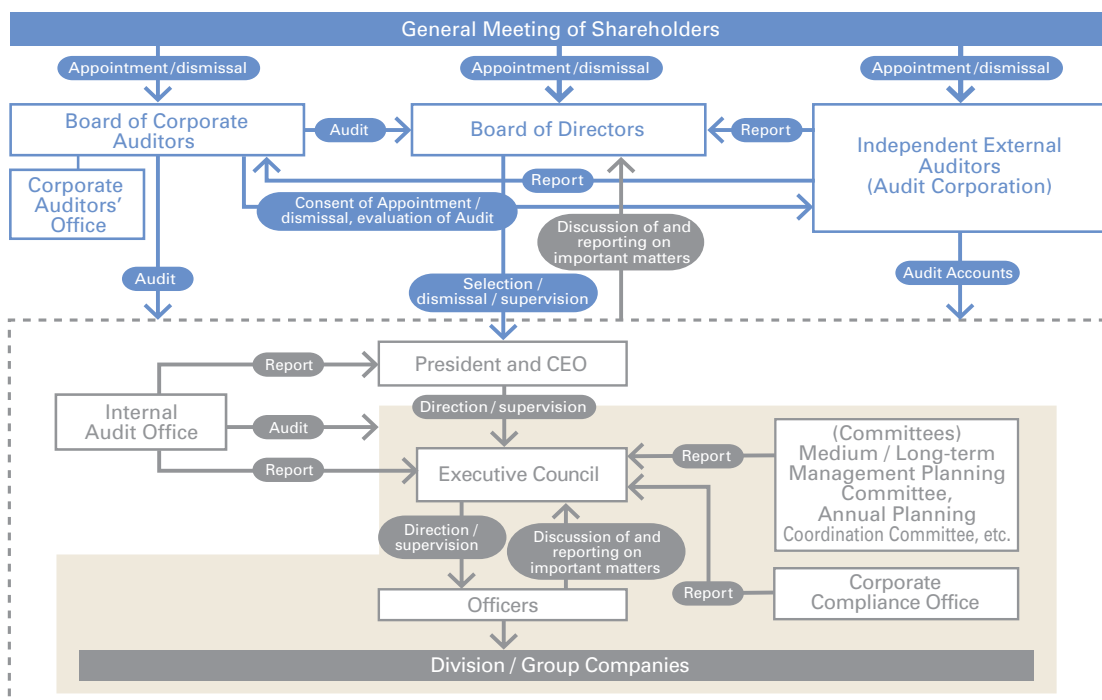 General Meeting of Shareholders
Appointment/dismissal
Appointment/dismissal
Appointment/dismissal
Board of Corporate
Auditors
Audit
Board of Directors
Report
Independent External
Auditors
(Audit Corporation)
Corporate
Auditors'
Office
Report
Consent of Appointment /
dismissal, evaluation of Audit
Discussion of and
reporting on
important matters
Audit
Selection /
dismissal / supervision
Audit Accounts
President and CEO
Report
Internal
Audit Office
Direction / supervision
Audit
Report
Executive Council
Report
(Committees)
Medium / Long-term
Management Planning
Committee,
Annual Planning
Coordination Committee, etc.
Direction /
supervision
Discussion of and
reporting on
important matters
Report
Corporate
Compliance Office
Officers
Division / Group Companies